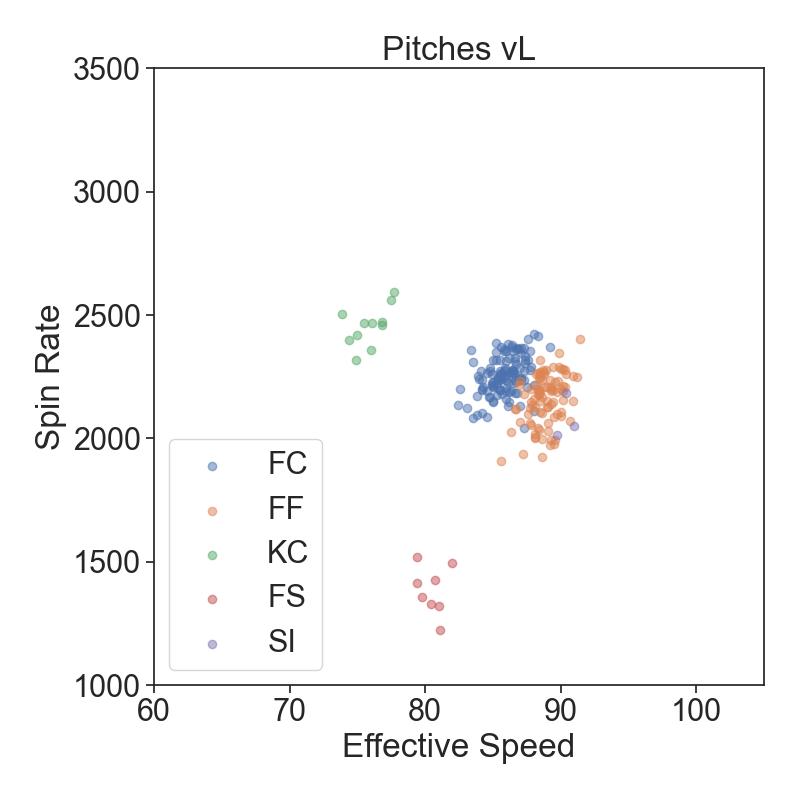 Pitches vL
3500
3000
2500
2000
1500
1000
Spin Rate
FC
FF
KC
FS
SI
60 70 80 90 100
Effective Speed